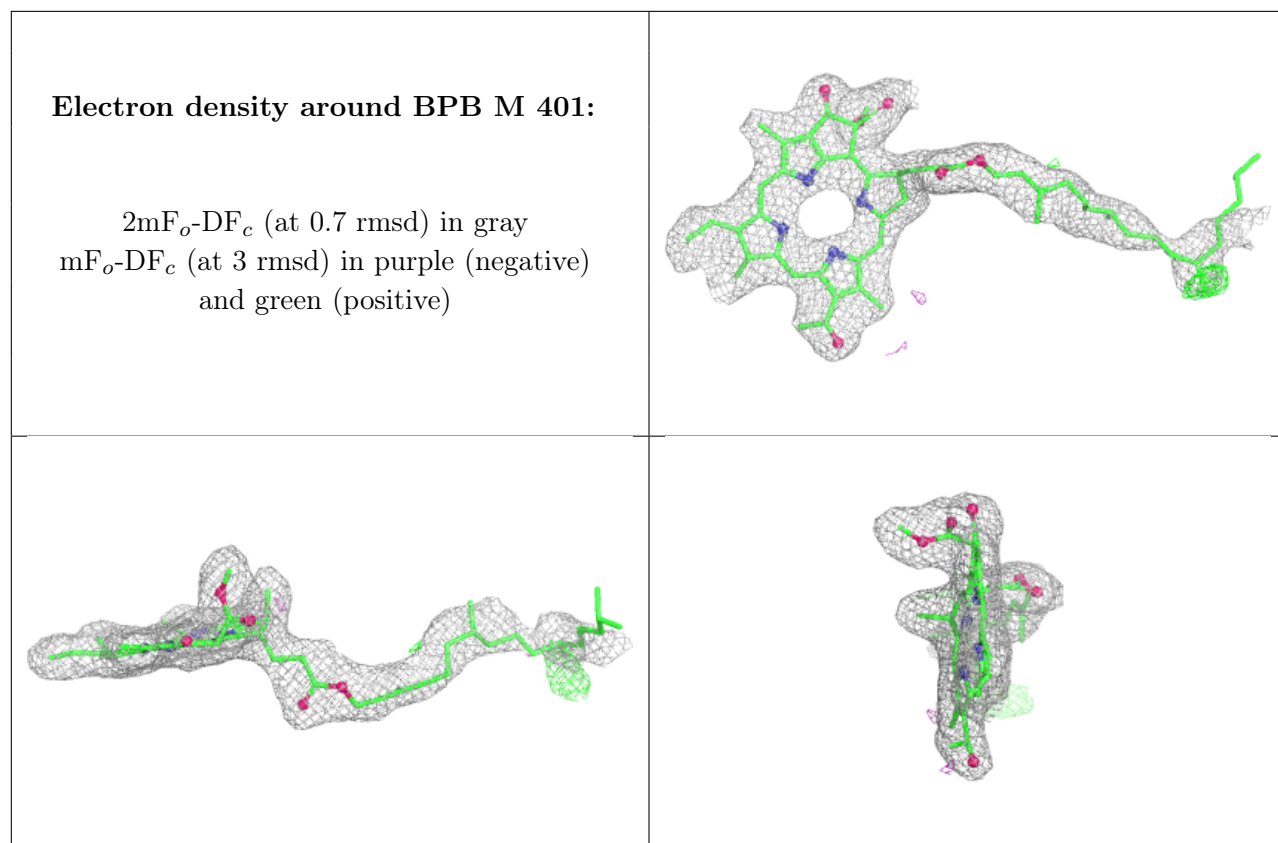 Electron density around BPB M 401:
2mFo-DFc (at 0.7 rmsd) in gray
mFo-DFc (at 3 rmsd) in purple (negative)
and green (positive)